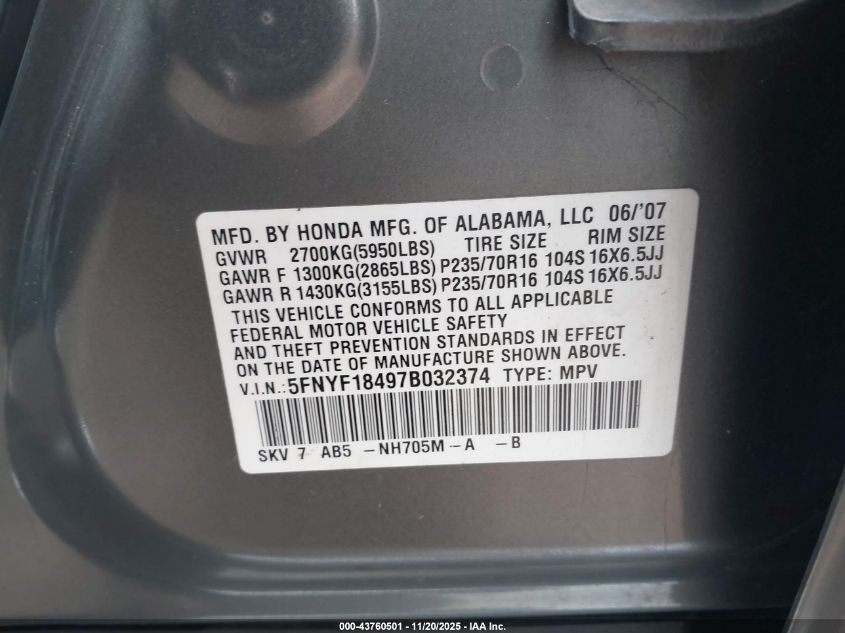 MFD. BY HONDA MFG. OF ALABAMA, LLC 06/'07
GVWR 2700KG(5950LBS) TIRE SIZE RIM SIZE
GAWR F 1300KG(2865LBS) P235/70R16 104S 16X6.5JJ
GAWR R 1430KG(3155LBS) P235/70R16 104S 16X6.5JJ
THIS VEHICLE CONFORMS TO ALL APPLICABLE
FEDERAL MOTOR VEHICLE SAFETY
AND THEFT PREVENTION STANDARDS IN EFFECT
ON THE DATE OF MANUFACTURE SHOWN ABOVE.
V.I.N.: 5FNYF18497B032374 TYPE: MPV
SKV 7 AB5 -NH705M-A -B
000-43760501 - 11/20/2025 - IAA Inc.